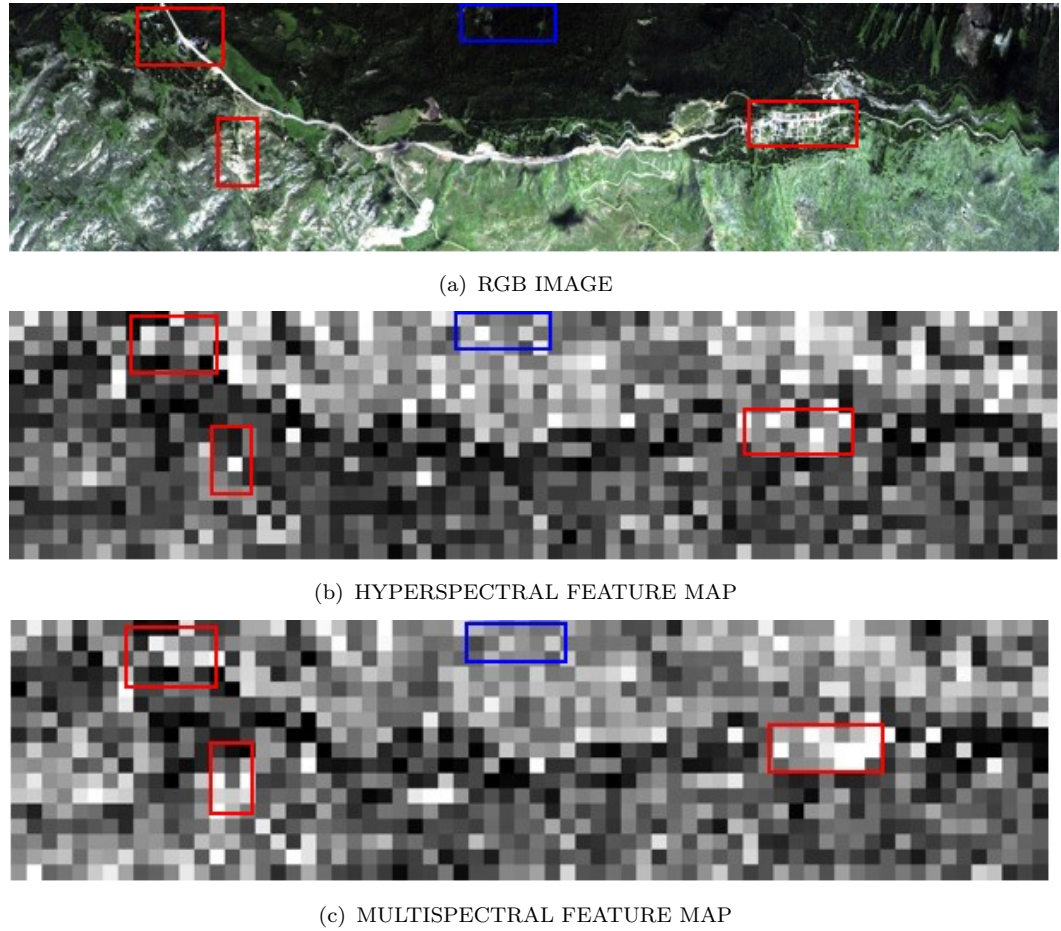 (a) RGB IMAGE
(b) HYPERSPECTRAL FEATURE MAP
(c) MULTISPECTRAL FEATURE MAP